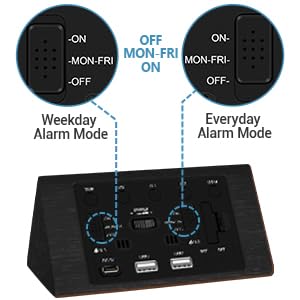 -ON
-MON-FRI
-OFF
OFF
MON-FRI
ON
ON-
MON-FRI-
OFF-
Weekday
Alarm Mode
Everyday
Alarm Mode